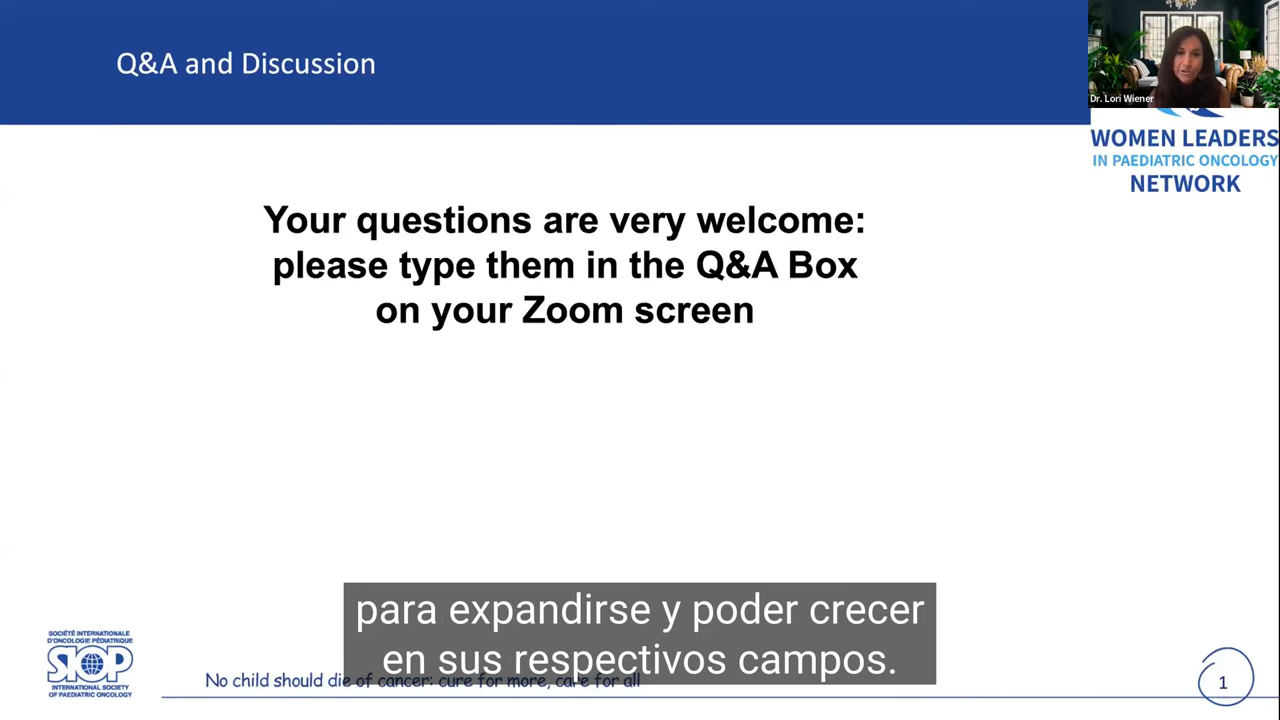 Q&A and Discussion
Dr. Lori Wiener
WOMEN LEADERS
IN PAEDIATRIC ONCOLOGY
NETWORK
Your questions are very welcome:
please type them in the Q&A Box
on your Zoom screen
para expandirse y poder crecer
en sus respectivos campos.
SOCIÉTÉ INTERNATIONALE
D'ONCOLOGIE PÉDIATRIQUE
SIOP
INTERNATIONAL SOCIETY
OF PAEDIATRIC ONCOLOGY
No child should die of cancer: cure for more, care for all
1